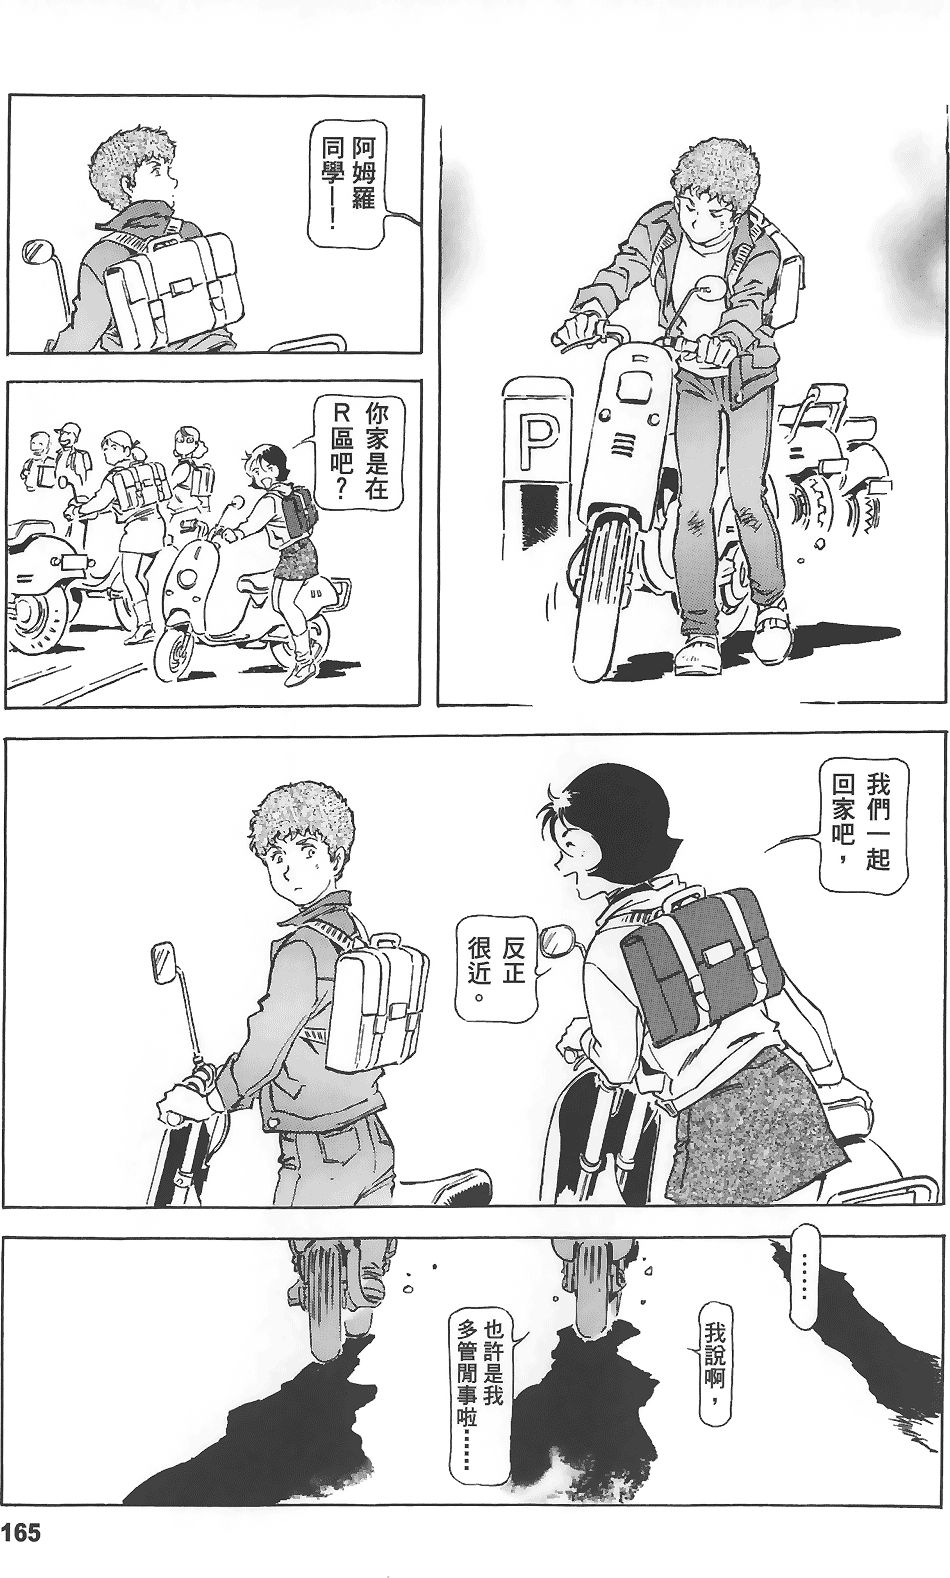 P
阿姆羅
同學─!
你家是在
R區吧?
我們一起
回家吧,
反正
很近。
⋯⋯
我說啊,
也許是我
多管閒事啦⋯⋯
165